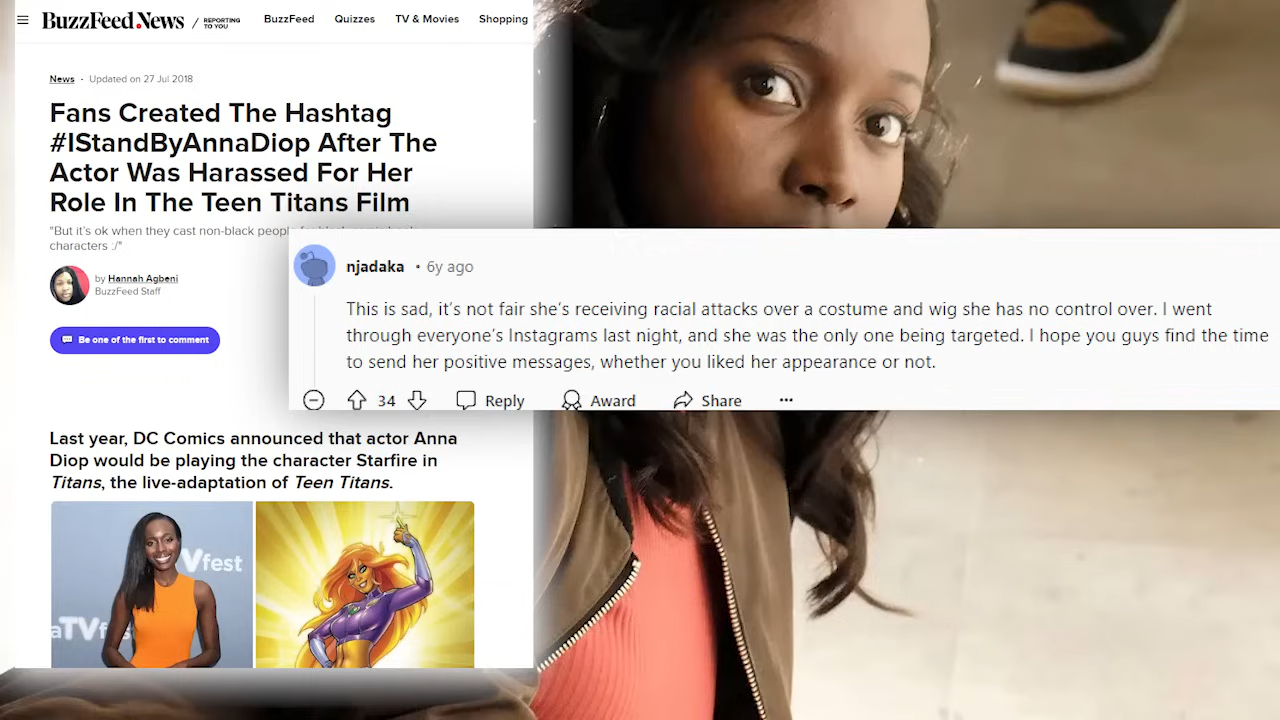 BuzzFeed News / REPORTING TO YOU
BuzzFeed Quizzes TV & Movies Shopping
News · Updated on 27 Jul 2018
Fans Created The Hashtag
#IStandByAnnaDiop After The
Actor Was Harassed For Her
Role In The Teen Titans Film
"But it's ok when they cast non-black people
characters :/"
by Hannah Agbeni
BuzzFeed Staff
Be one of the first to comment
njadaka • 6y ago
This is sad, it's not fair she's receiving racial attacks over a costume and wig she has no control over. I went
through everyone's Instagrams last night, and she was the only one being targeted. I hope you guys find the time
to send her positive messages, whether you liked her appearance or not.
34 Reply Award Share ...
Last year, DC Comics announced that actor Anna
Diop would be playing the character Starfire in
Titans, the live-adaptation of Teen Titans.
TVfest
aTVf